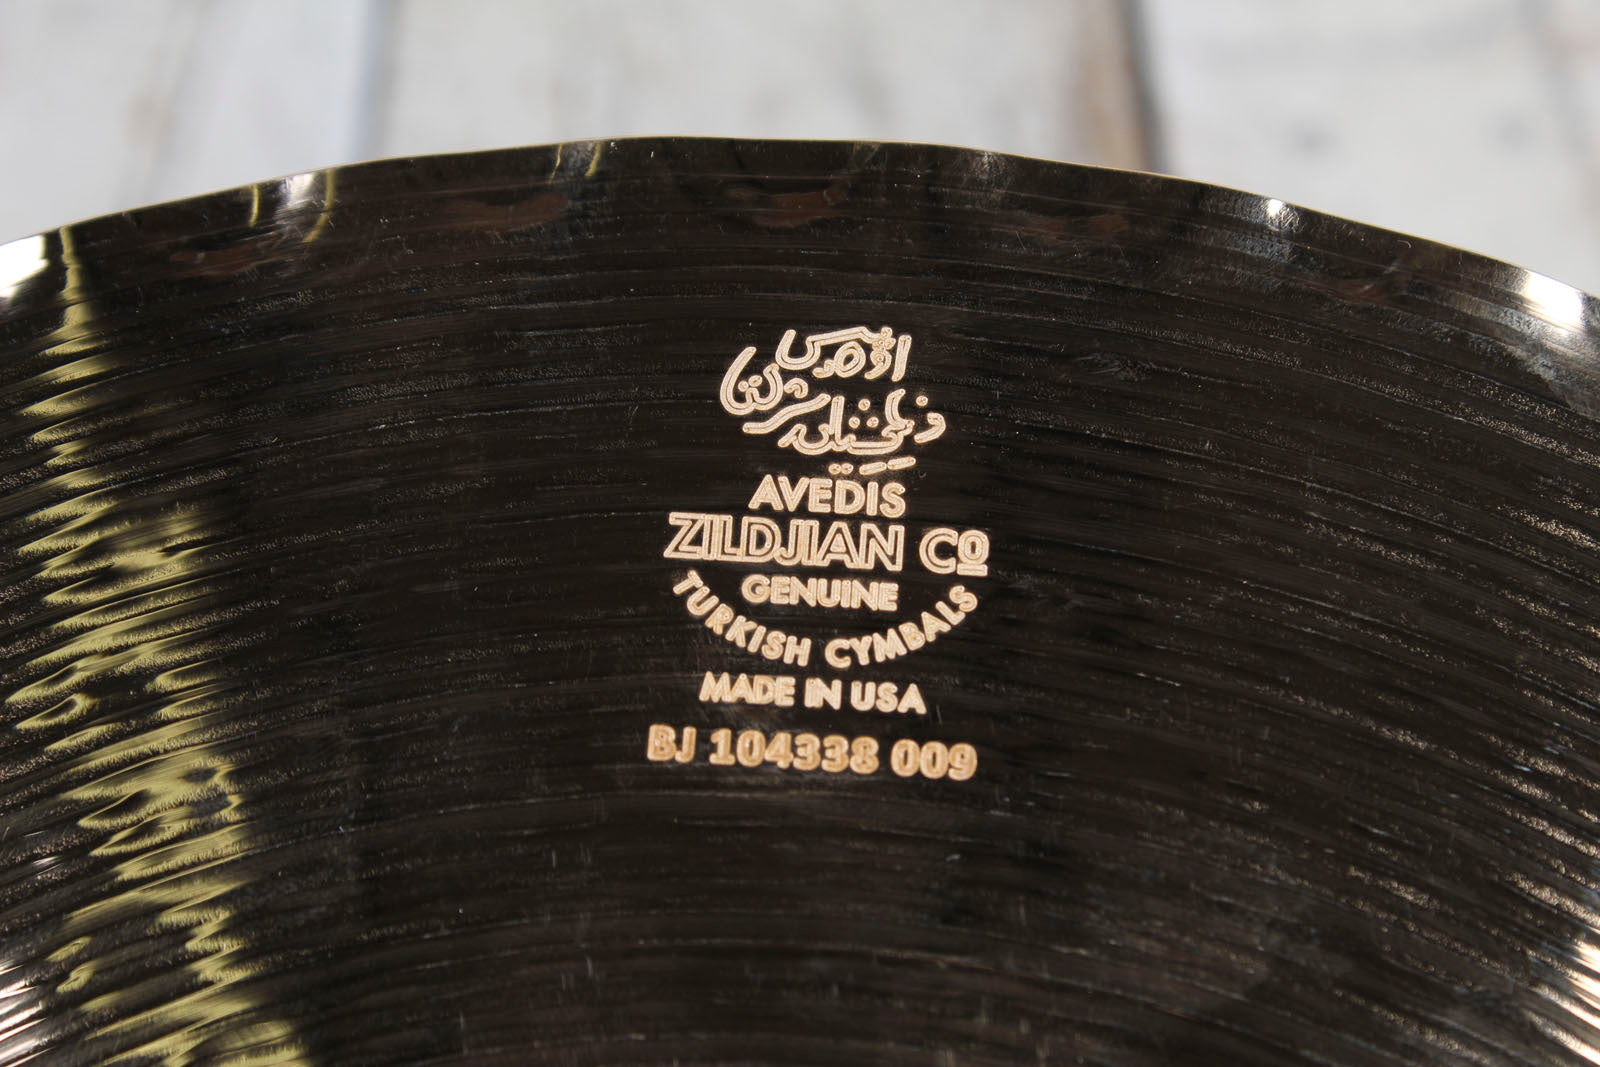 AVEDIS
ZILDJIAN Cº
GENUINE
TURKISH CYMBALS
MADE IN USA
BJ 104338 009